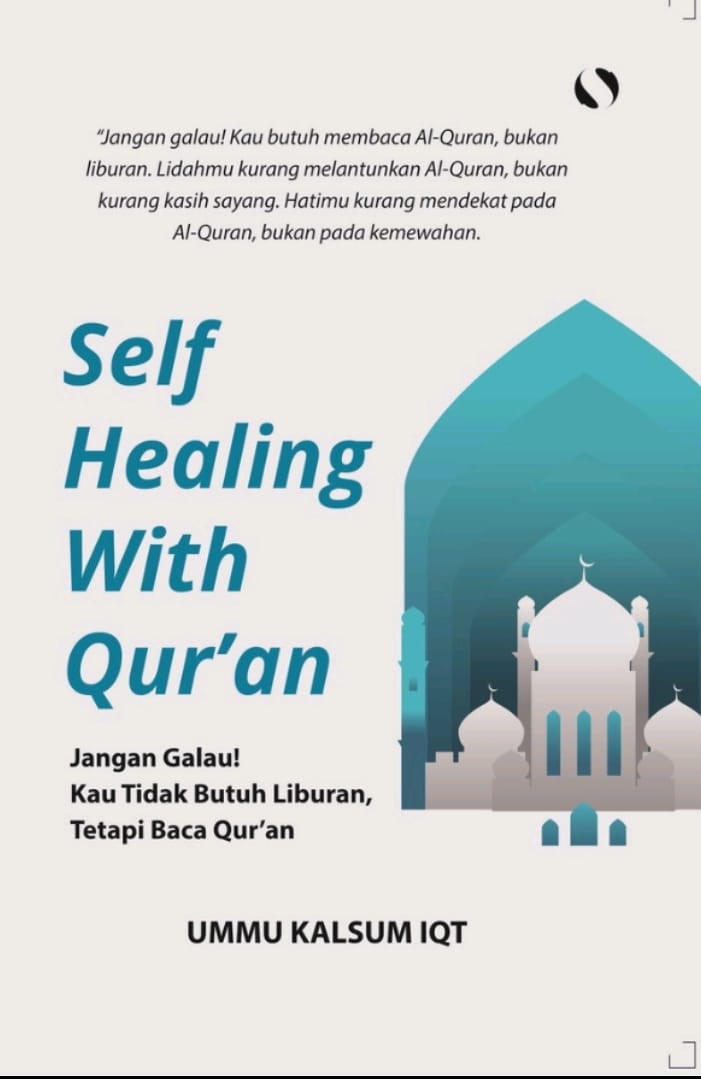 “Jangan galau! Kau butuh membaca Al-Quran, bukan
liburan. Lidahmu kurang melantunkan Al-Quran, bukan
kurang kasih sayang. Hatimu kurang mendekat pada
Al-Quran, bukan pada kemewahan.
Self
Healing
With
Qur’an
Jangan Galau!
Kau Tidak Butuh Liburan,
Tetapi Baca Qur’an
UMMU KALSUM IQT